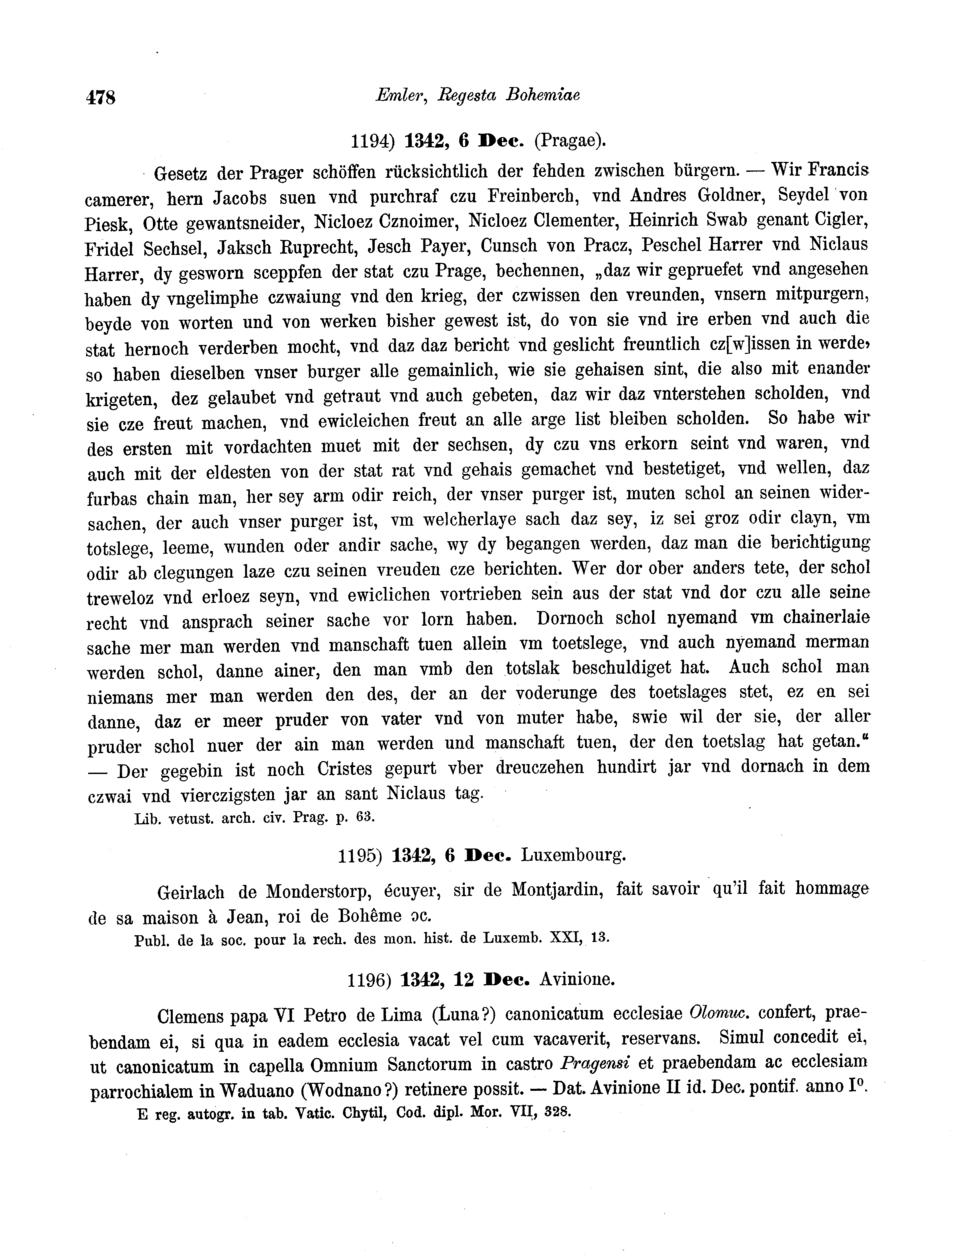 478 Emler, Regesta Bohemiae
1194) 1342, 6 Dec. (Pragae).
Gesetz der Prager schöffen rücksichtlich der fehden zwischen bürgern. — Wir Francis
camerer, hern Jacobs suen vnd purchraf czu Freinberch, vnd Andres Goldner, Seydel von
Piesk, Otte gewantsneider, Nicloez Cznoimer, Nicloez Clementer, Heinrich Swab genant Cigler,
Fridel Sechsel, Jaksch Ruprecht, Jesch Payer, Cunsch von Pracz, Peschel Harrer vnd Niclaus
Harrer, dy gesworn sceppfen der stat czu Prage, bechennen, „daz wir gepruefet vnd angesehen
haben dy vngelimphe czwaiung vnd den krieg, der czwissen den vreunden, vnsern mitpurgern,
beyde von worten und von werken bisher gewest ist, do von sie vnd ire erben vnd auch die
stat hernoch verderben mocht, vnd daz daz bericht vnd geslicht freuntlich cz[w]issen in werde,
so haben dieselben vnser burger alle gemainlich, wie sie gehaisen sint, die also mit enander
krigeten, dez gelaubet vnd getraut vnd auch gebeten, daz wir daz vnterstehen scholden, vnd
sie cze freut machen, vnd ewicleichen freut an alle arge list bleiben scholden. So habe wir
des ersten mit vordachten muet mit der sechsen, dy czu vns erkorn seint vnd waren, vnd
auch mit der eldesten von der stat rat vnd gehais gemachet vnd bestetiget, vnd wellen, daz
furbas chain man, her sey arm odir reich, der vnser purger ist, muten schol an seinen wider-
sachen, der auch vnser purger ist, vm welcherlaye sach daz sey, iz sei groz odir clayn, vm
totslege, leeme, wunden oder andir sache, wy dy begangen werden, daz man die berichtigung
odir ab clegungen laze czu seinen vreuden cze berichten. Wer dor ober anders tete, der schol
treweloz vnd erloez seyn, vnd ewiclichen vortrieben sein aus der stat vnd dor czu alle seine
recht vnd ansprach seiner sache vor lorn haben. Dornoch schol nyemand vm chainerlaie
sache mer man werden vnd manschaft tuen allein vm toetslege, vnd auch nyemand merman
werden schol, danne ainer, den man vmb den totslak beschuldiget hat. Auch schol man
niemans mer man werden den des, der an der voderunge des toetslages stet, ez en sei
danne, daz er meer pruder von vater vnd von muter habe, swie wil der sie, der aller
pruder schol nuer der ain man werden und manschaft tuen, der den toetslag hat getan.“
— Der gegebin ist noch Cristes gepurt vber dreuczehen hundirt jar vnd dornach in dem
czwai vnd vierczigsten jar an sant Niclaus tag.
Lib. vetust. arch. civ. Prag. p. 63.
1195) 1342, 6 Dec. Luxembourg.
Geirlach de Monderstorp, écuyer, sir de Montjardin, fait savoir qu'il fait hommage
de sa maison à Jean, roi de Bohême ɔc.
Publ. de la soc. pour la rech. des mon. hist. de Luxemb. XXI, 13.
1196) 1342, 12 Dec. Avinione.
Clemens papa VI Petro de Lima (Luna?) canonicatum ecclesiae Olomuc. confert, prae-
bendam ei, si qua in eadem ecclesia vacat vel cum vacaverit, reservans. Simul concedit ei,
ut canonicatum in capella Omnium Sanctorum in castro Pragensi et praebendam ac ecclesiam
parrochialem in Waduano (Wodnano?) retinere possit. — Dat. Avinione II id. Dec. pontif. anno I⁰.
E reg. autogr. in tab. Vatic. Chytil, Cod. dipl. Mor. VII, 328.